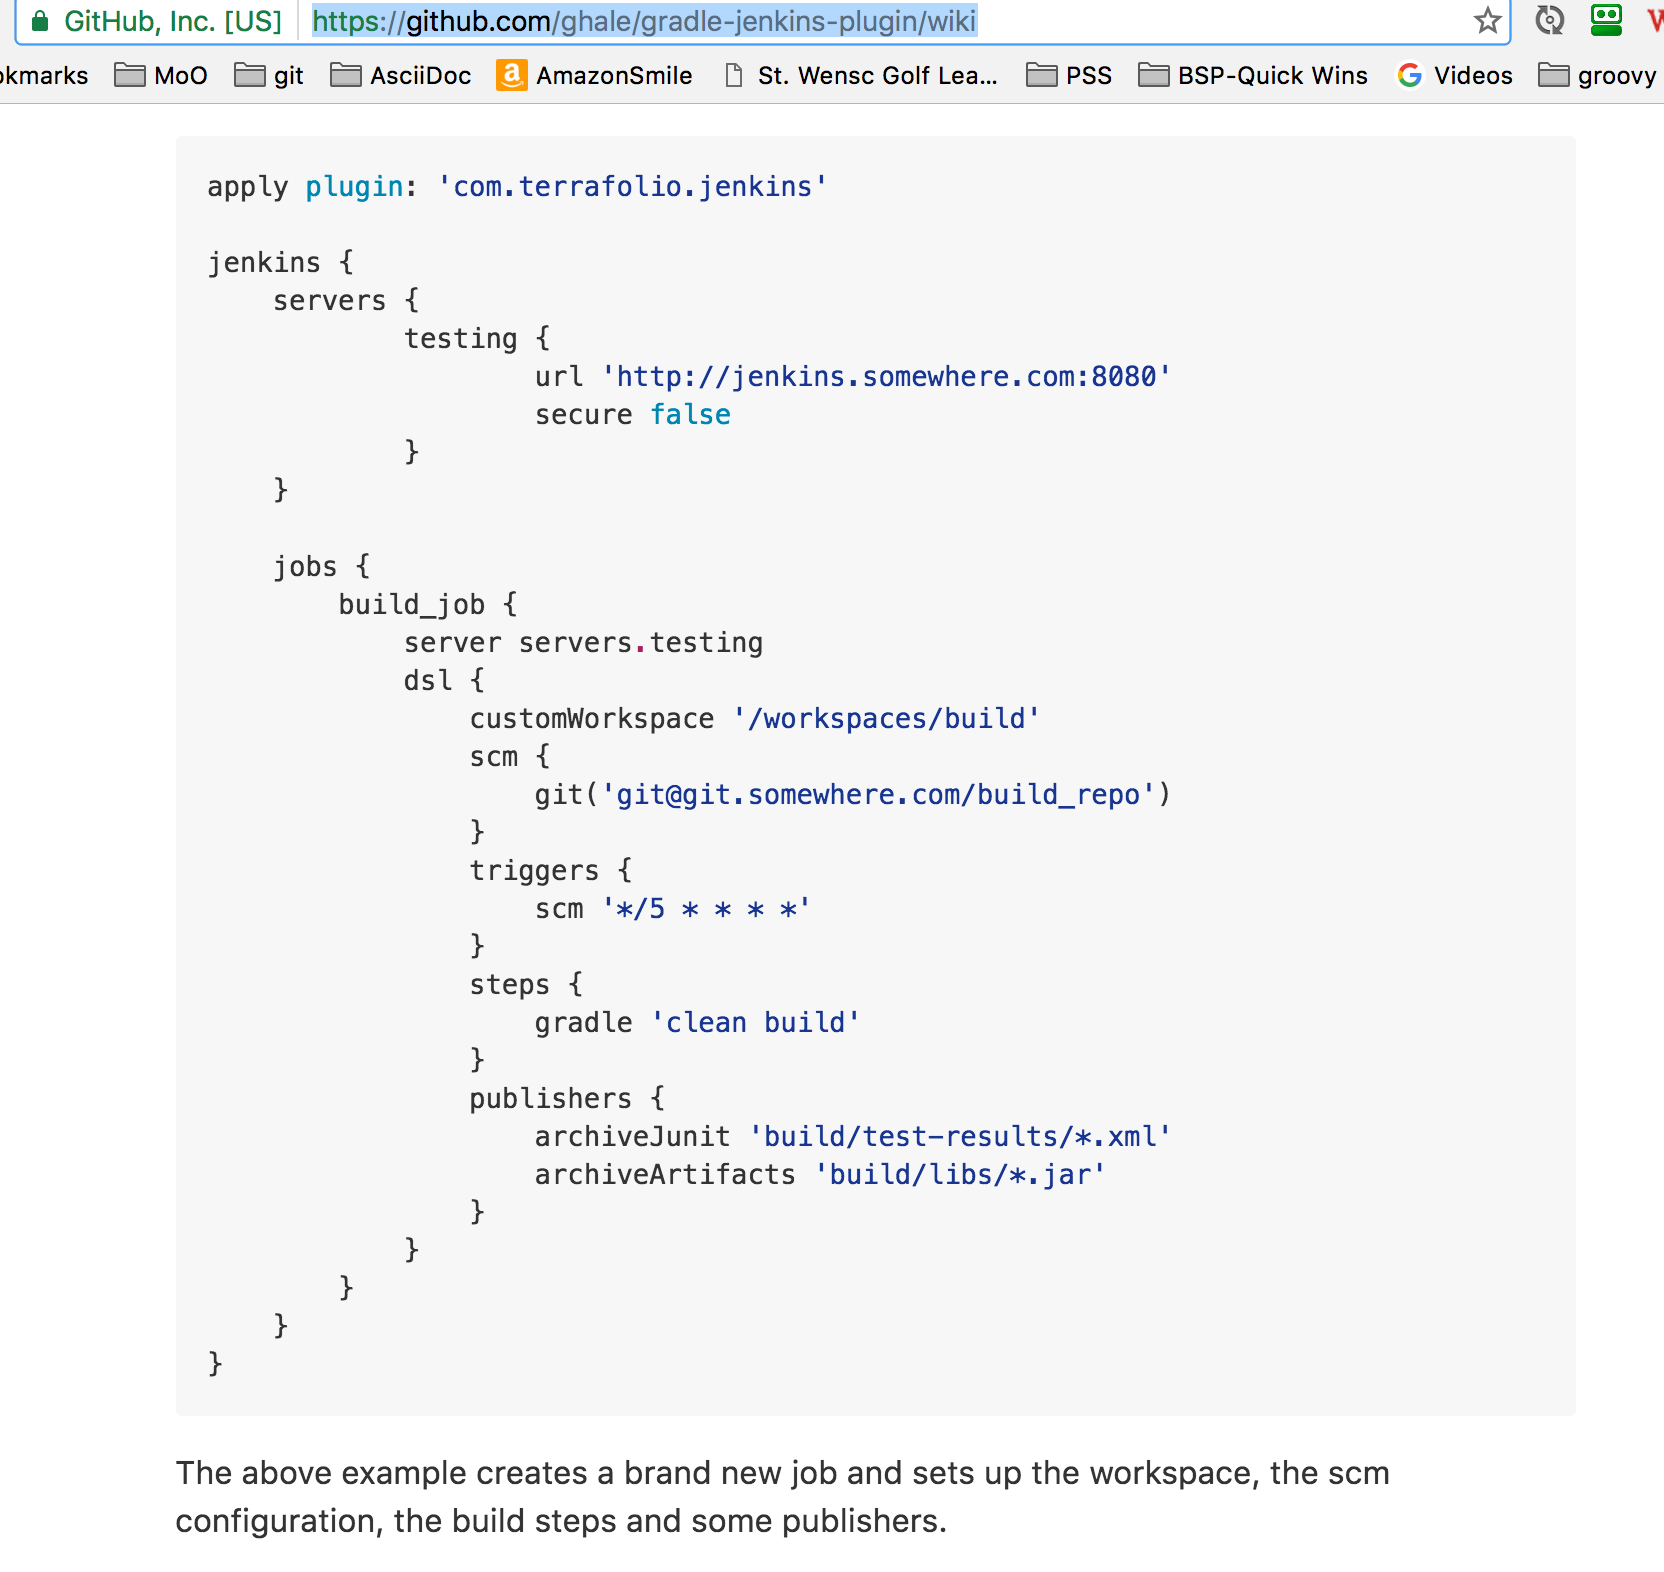 GitHub, Inc. [US] https://github.com/ghale/gradle-jenkins-plugin/wiki
okmarks MoO git AsciiDoc AmazonSmile St. Wensc Golf Lea... PSS BSP-Quick Wins Videos groovy
apply plugin: 'com.terrafolio.jenkins'
jenkins {
    servers {
            testing {
                    url 'http://jenkins.somewhere.com:8080'
                    secure false
            }
    }
    jobs {
        build_job {
            server servers.testing
            dsl {
                customWorkspace '/workspaces/build'
                scm {
                    git('git@git.somewhere.com/build_repo')
                }
                triggers {
                    scm '*/5 * * * *'
                }
                steps {
                    gradle 'clean build'
                }
                publishers {
                    archiveJunit 'build/test-results/*.xml'
                    archiveArtifacts 'build/libs/*.jar'
                }
            }
        }
    }
}
The above example creates a brand new job and sets up the workspace, the scm
configuration, the build steps and some publishers.